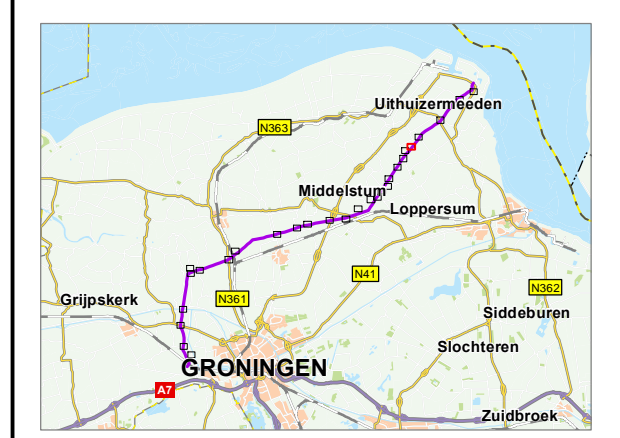 Uithuizermeeden
N363
Middelstum
Loppersum
N41
N362
Grijpskerk
N361
Siddeburen
Slochteren
GRONINGEN
A7
Zuidbroek